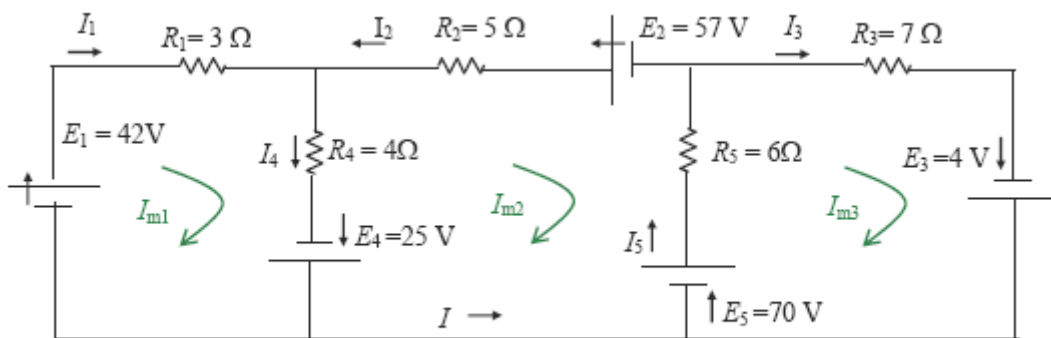 I1
R1= 3 Ω
I2
R2= 5 Ω
E2 = 57 V
I3
R3= 7 Ω
E1 = 42V
I4
R4= 4Ω
R5= 6Ω
E3 =4 V
Im1
Im2
Im3
E4 =25 V
I5
I
E5 =70 V